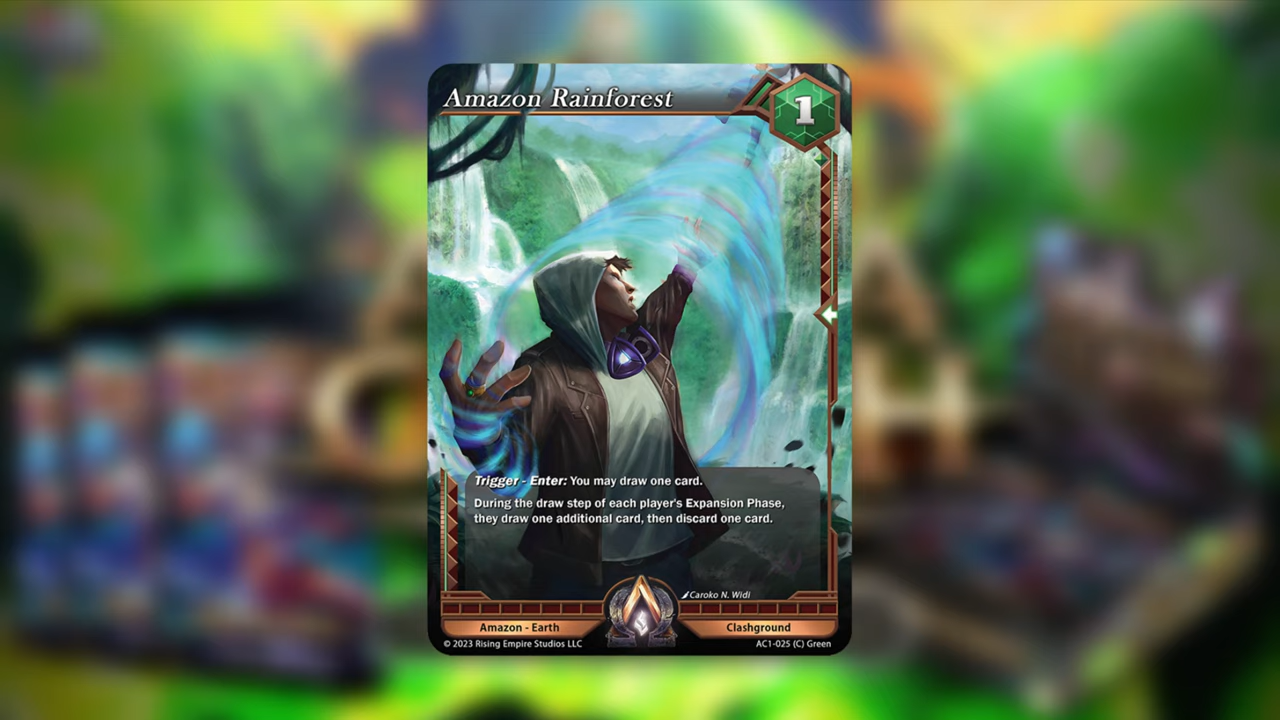 Amazon Rainforest
1
Trigger - Enter: You may draw one card.
During the draw step of each player's Expansion Phase,
they draw one additional card, then discard one card.
Caroko N. Widi
Amazon - Earth
Clashground
© 2023 Rising Empire Studios LLC
AC1-025 (C) Green